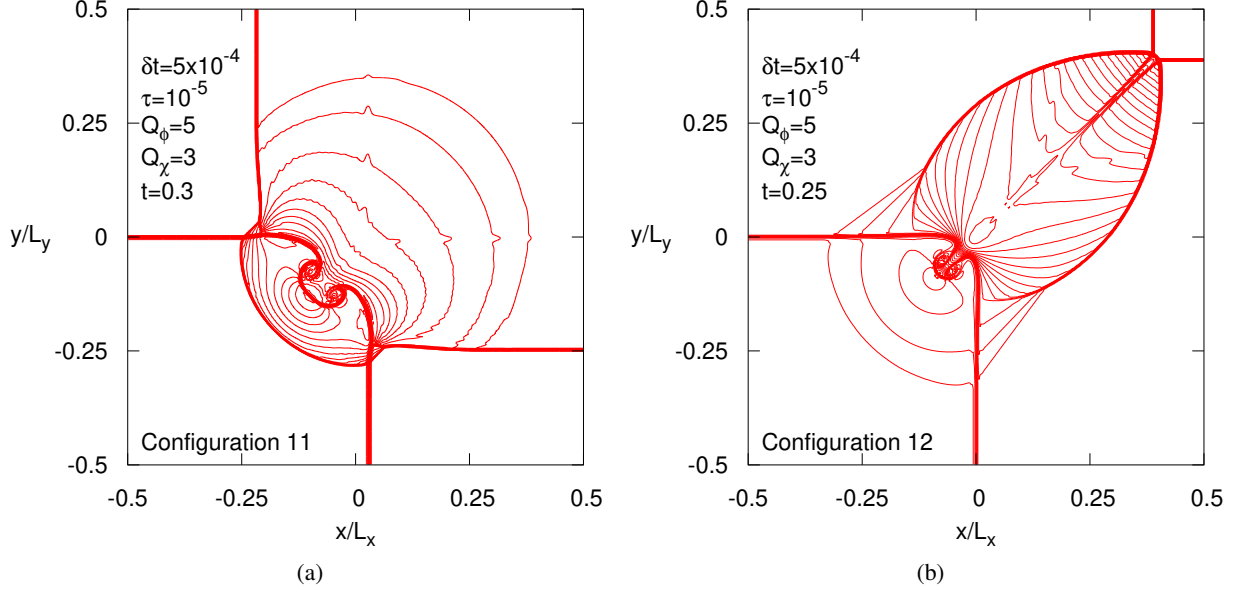 0.5
0.25
0
-0.25
-0.5
y/L_y
δt=5x10^-4
τ=10^-5
Q_ϕ=5
Q_χ=3
t=0.3
Configuration 11
-0.5 -0.25 0 0.25 0.5
x/L_x
(a)
0.5
0.25
0
-0.25
-0.5
y/L_y
δt=5x10^-4
τ=10^-5
Q_ϕ=5
Q_χ=3
t=0.25
Configuration 12
-0.5 -0.25 0 0.25 0.5
x/L_x
(b)